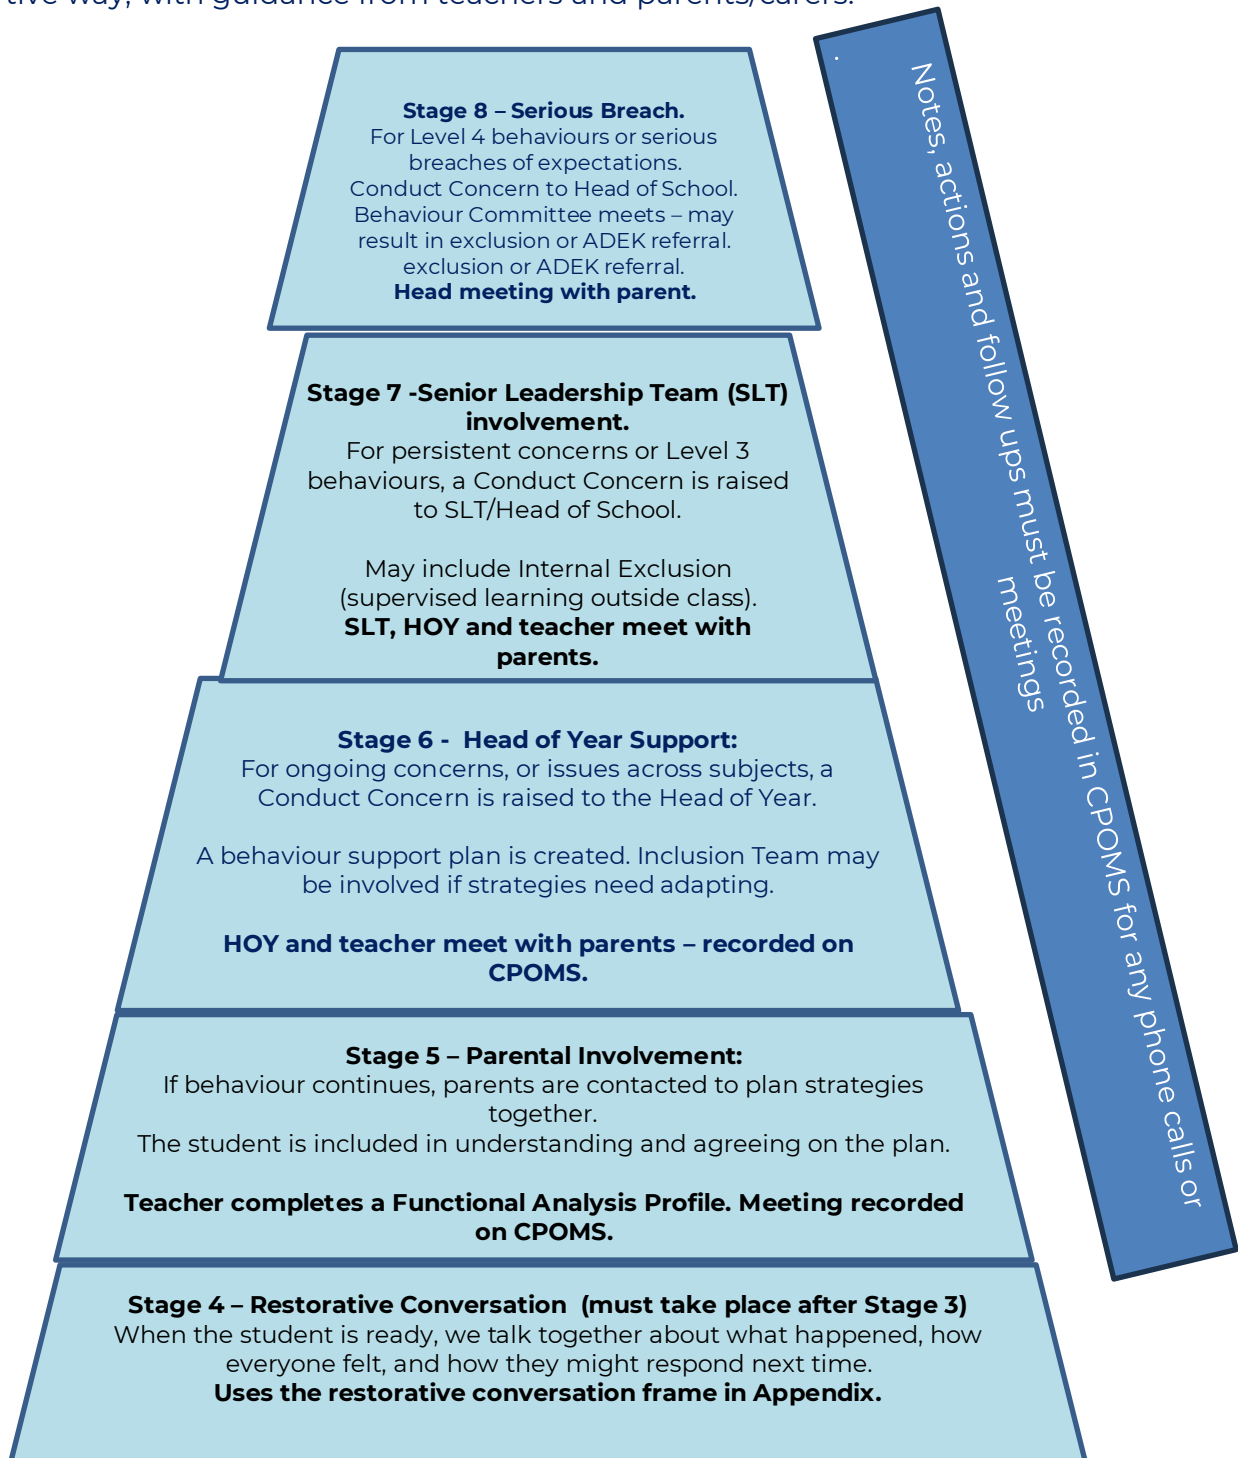 tive way, with guidance from teachers and parents/carers.
Stage 8 – Serious Breach.
For Level 4 behaviours or serious
breaches of expectations.
Conduct Concern to Head of School.
Behaviour Committee meets – may
result in exclusion or ADEK referral.
exclusion or ADEK referral.
Head meeting with parent.
Stage 7 -Senior Leadership Team (SLT)
involvement.
For persistent concerns or Level 3
behaviours, a Conduct Concern is raised
to SLT/Head of School.
May include Internal Exclusion
(supervised learning outside class).
SLT, HOY and teacher meet with
parents.
Stage 6 - Head of Year Support:
For ongoing concerns, or issues across subjects, a
Conduct Concern is raised to the Head of Year.
A behaviour support plan is created. Inclusion Team may
be involved if strategies need adapting.
HOY and teacher meet with parents – recorded on
CPOMS.
Stage 5 – Parental Involvement:
If behaviour continues, parents are contacted to plan strategies
together.
The student is included in understanding and agreeing on the plan.
Teacher completes a Functional Analysis Profile. Meeting recorded
on CPOMS.
Stage 4 – Restorative Conversation (must take place after Stage 3)
When the student is ready, we talk together about what happened, how
everyone felt, and how they might respond next time.
Uses the restorative conversation frame in Appendix.
.
Notes, actions and follow ups must be recorded in CPOMS for any phone calls or
meetings